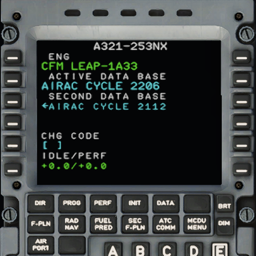 A321-253NX
ENG
CFM LEAP-1A33
ACTIVE DATA BASE
AIRAC CYCLE 2206
SECOND DATA BASE
←AIRAC CYCLE 2112
CHG CODE
[ ]
IDLE/PERF
+0.0/+0.0
DIR PROG PERF INIT DATA
BRT
F-PLN RAD NAV FUEL PRED SEC F-PLN ATC COMM MCDU MENU DIM
AIR PORT
A B C D E